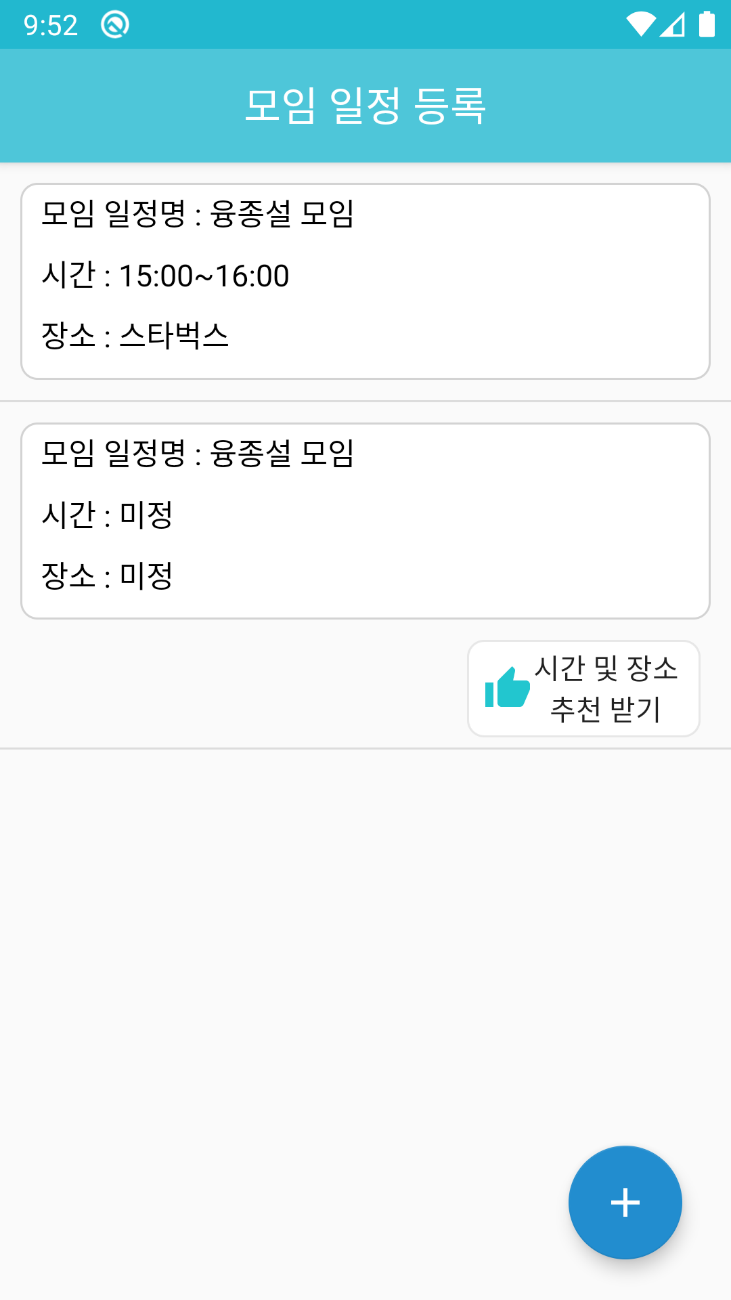 9:52
모임 일정 등록
모임 일정명 : 융종설 모임
시간 : 15:00~16:00
장소 : 스타벅스
모임 일정명 : 융종설 모임
시간 : 미정
장소 : 미정
시간 및 장소
추천 받기